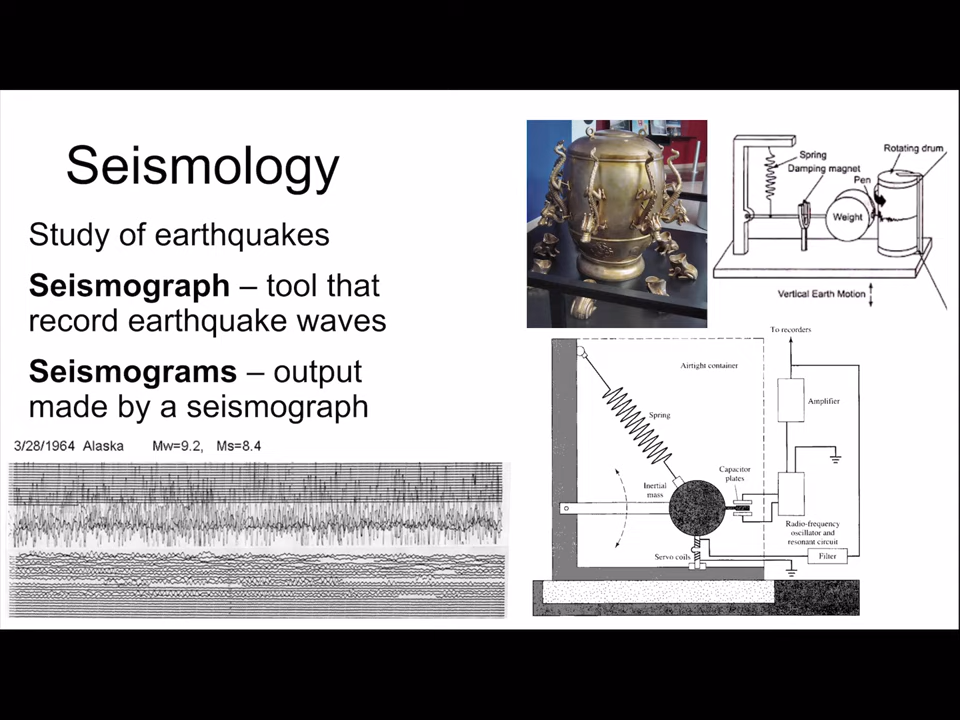 Seismology
Study of earthquakes
Seismograph – tool that
record earthquake waves
Seismograms – output
made by a seismograph
3/28/1964 Alaska Mw=9.2, Ms=8.4
Spring
Damping magnet
Pen
Rotating drum
Weight
Vertical Earth Motion
To recorders
Airtight container
Amplifier
Spring
Capacitor
plates
Inertial
mass
Radio-frequency
oscillator and
resonant circuit
Servo coils
Filter